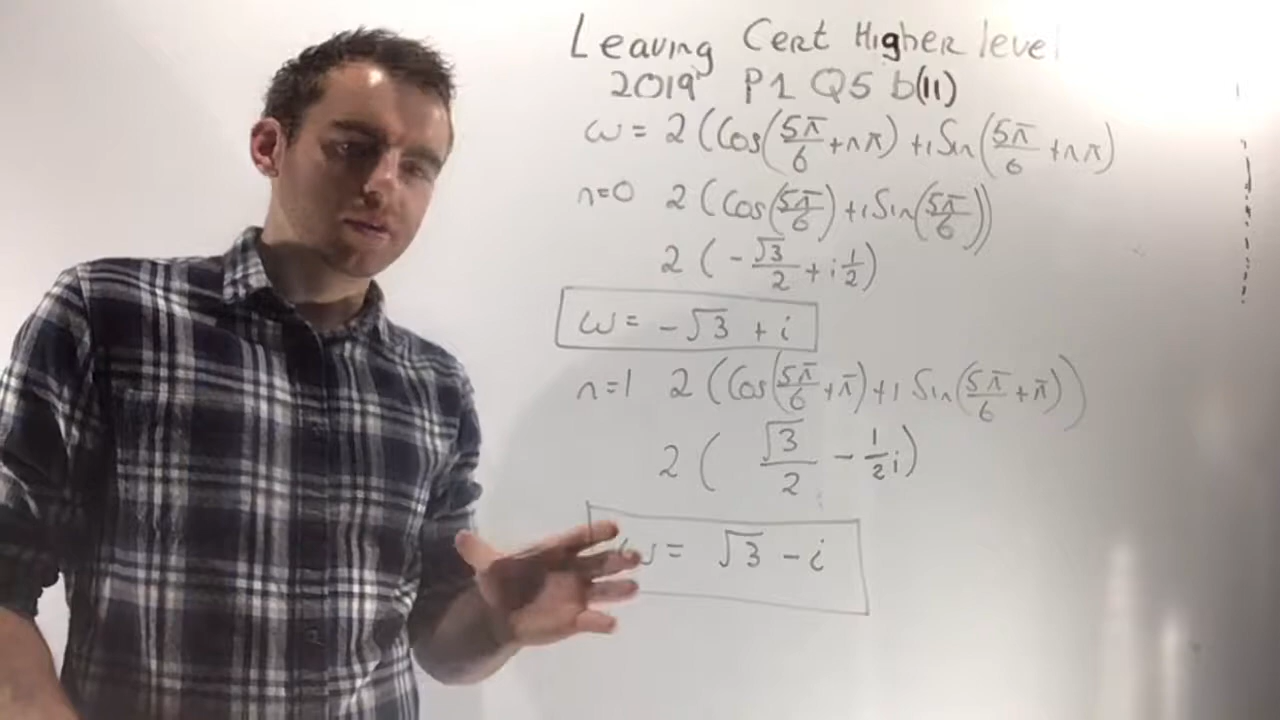 Leaving Cert Higher level
2019 P1 Q5 b(11)
ω = 2 (Cos(5π/6 + nπ) + i Sin(5π/6 + nπ)
n=0 2 (Cos(5π/6) + i Sin(5π/6))
2 ( - √3/2 + i 1/2)
ω = - √3 + i
n=1 2 (Cos(5π/6 + π) + i Sin(5π/6 + π))
2 ( √3/2 - 1/2 i)
ω = √3 - i